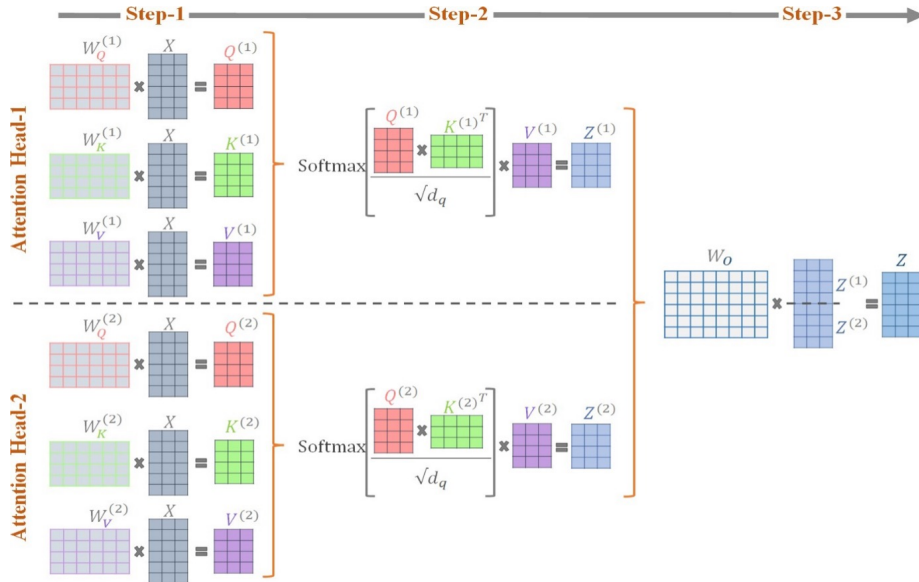 Step-1 Step-2 Step-3
Attention Head-1
W_Q^(1) × X = Q^(1)
W_K^(1) × X = K^(1)
W_V^(1) × X = V^(1)
Softmax [ Q^(1) × K^(1)^T / √d_q ] × V^(1) = Z^(1)
Attention Head-2
W_Q^(2) × X = Q^(2)
W_K^(2) × X = K^(2)
W_V^(2) × X = V^(2)
Softmax [ Q^(2) × K^(2)^T / √d_q ] × V^(2) = Z^(2)
W_O × Z^(1) Z^(2) = Z